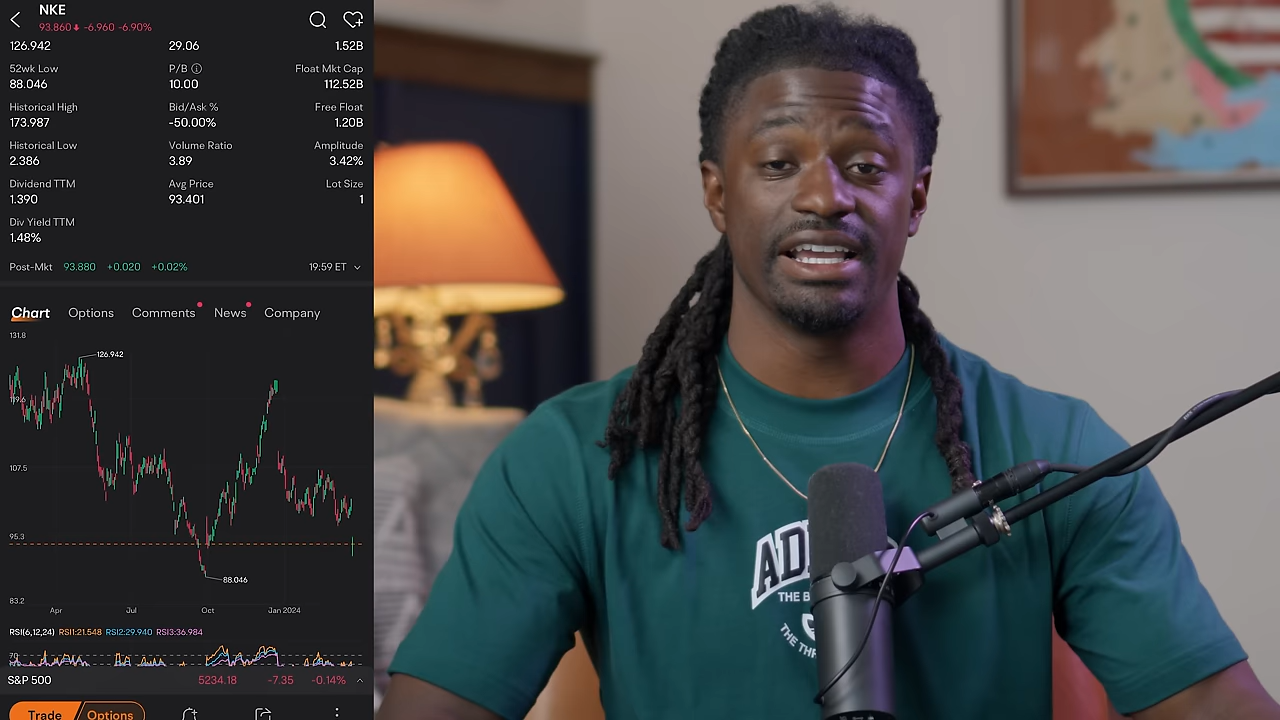 NKE
93.860 -6.960 -6.90%
126.942 29.06 1.52B
52wk Low P/B Float Mkt Cap
88.046 10.00 112.52B
Historical High Bid/Ask % Free Float
173.987 -50.00% 1.20B
Historical Low Volume Ratio Amplitude
2.386 3.89 3.42%
Dividend TTM Avg Price Lot Size
1.390 93.401 1
Div Yield TTM
1.48%
Post-Mkt 93.880 +0.020 +0.02% 19:59 ET
Chart Options Comments News Company
131.8
126.942
107.5
95.3
88.046
83.2
Apr Jul Oct Jan 2024
RSI(6,12,24) RSI1:21.548 RSI2:29.940 RSI3:36.984
S&P 500 5234.18 -7.35 -0.14%
Trade Options
AD
THE B
THE THR